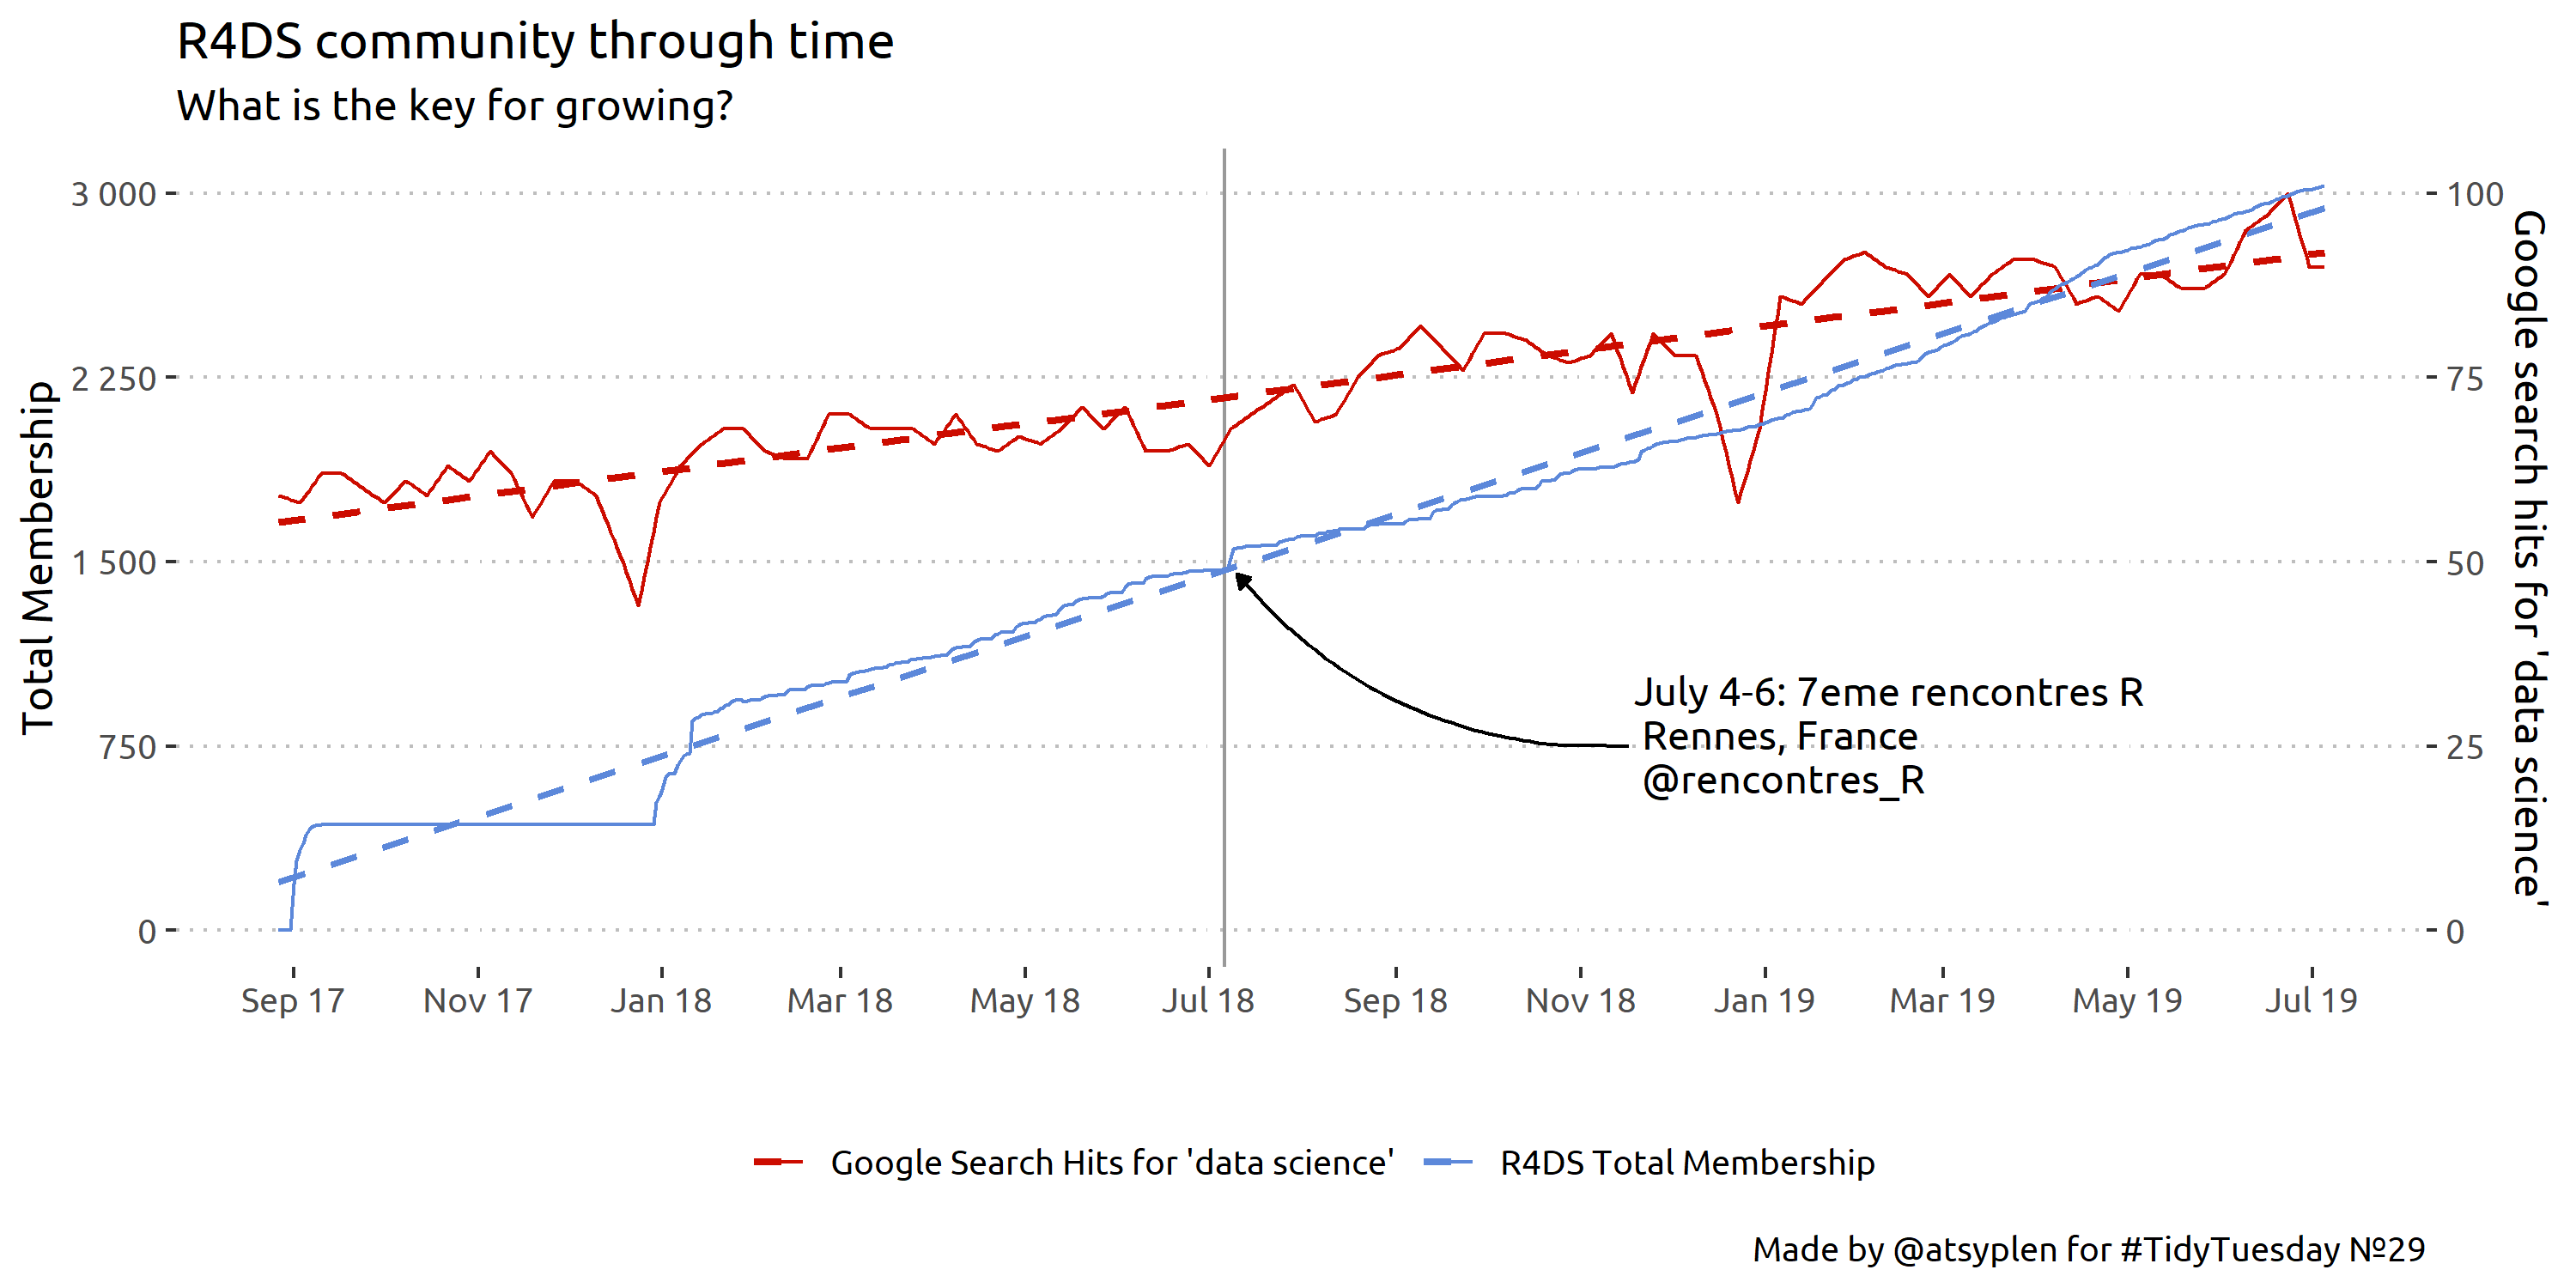 R4DS community through time
What is the key for growing?
Total Membership
3 000
2 250
1 500
750
0
100
75
50
25
0
Google search hits for 'data science'
July 4-6: 7eme rencontres R
Rennes, France
@rencontres_R
Sep 17
Nov 17
Jan 18
Mar 18
May 18
Jul 18
Sep 18
Nov 18
Jan 19
Mar 19
May 19
Jul 19
Google Search Hits for 'data science'
R4DS Total Membership
Made by @atsyplen for #TidyTuesday №29